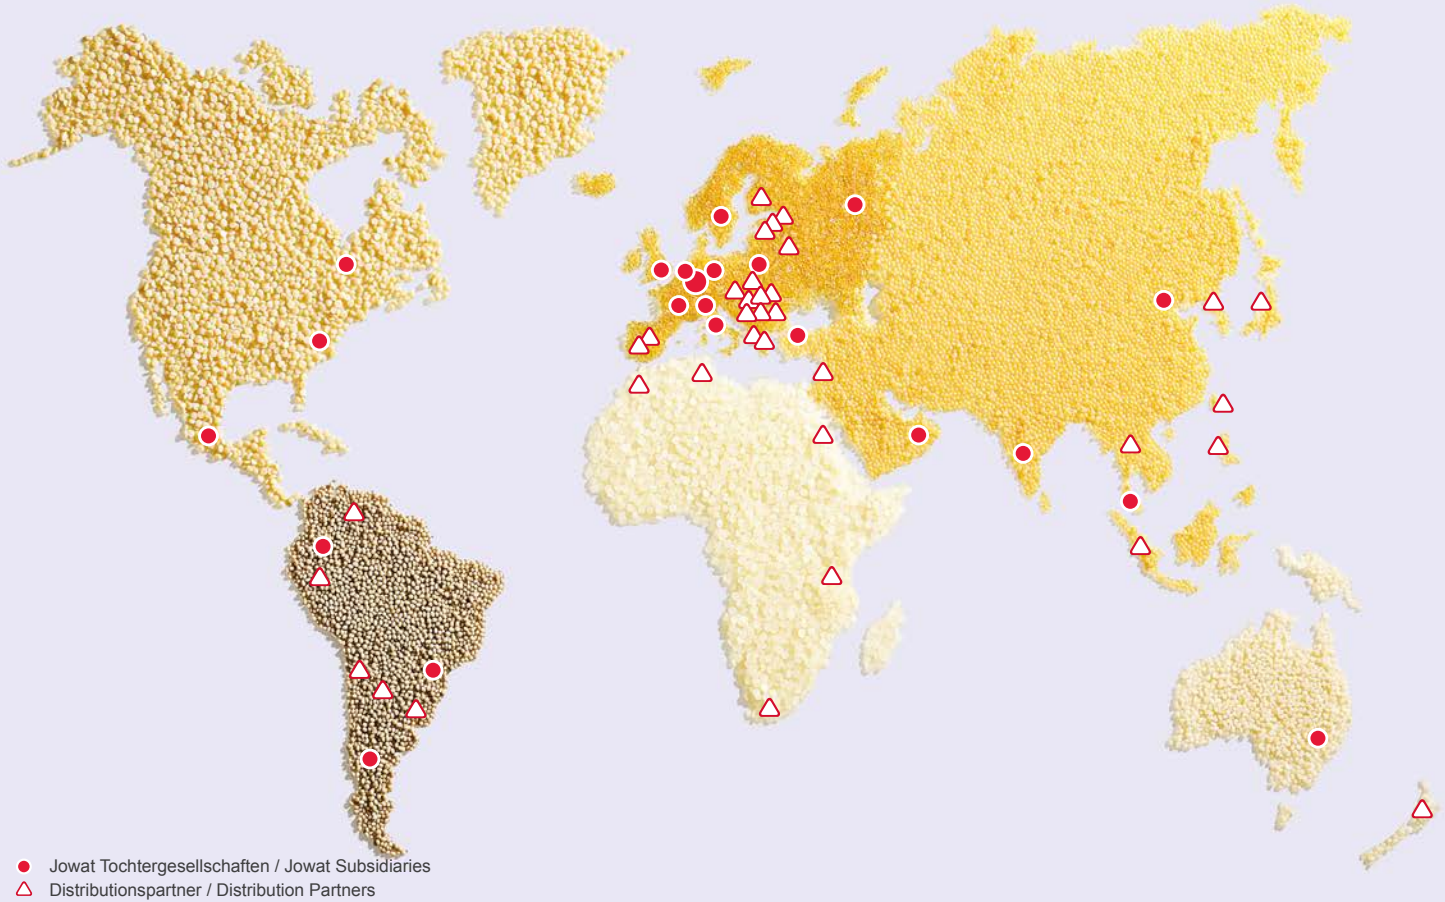 Jowat Tochtergesellschaften / Jowat Subsidiaries
Distributionspartner / Distribution Partners